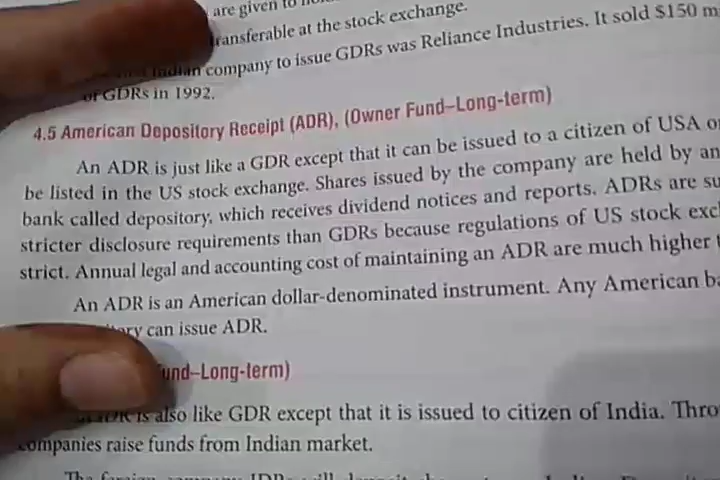 are given to
transferable at the stock exchange.
Indian company to issue GDRs was Reliance Industries. It sold $150 m
of GDRs in 1992.
4.5 American Depository Receipt (ADR), (Owner Fund–Long-term)
An ADR is just like a GDR except that it can be issued to a citizen of USA
be listed in the US stock exchange. Shares issued by the company are held by an
bank called depository, which receives dividend notices and reports. ADRs are su
stricter disclosure requirements than GDRs because regulations of US stock exc
strict. Annual legal and accounting cost of maintaining an ADR are much higher
An ADR is an American dollar-denominated instrument. Any American ba
ory can issue ADR.
und–Long-term)
is also like GDR except that it is issued to citizen of India. Thro
companies raise funds from Indian market.
The foreign company